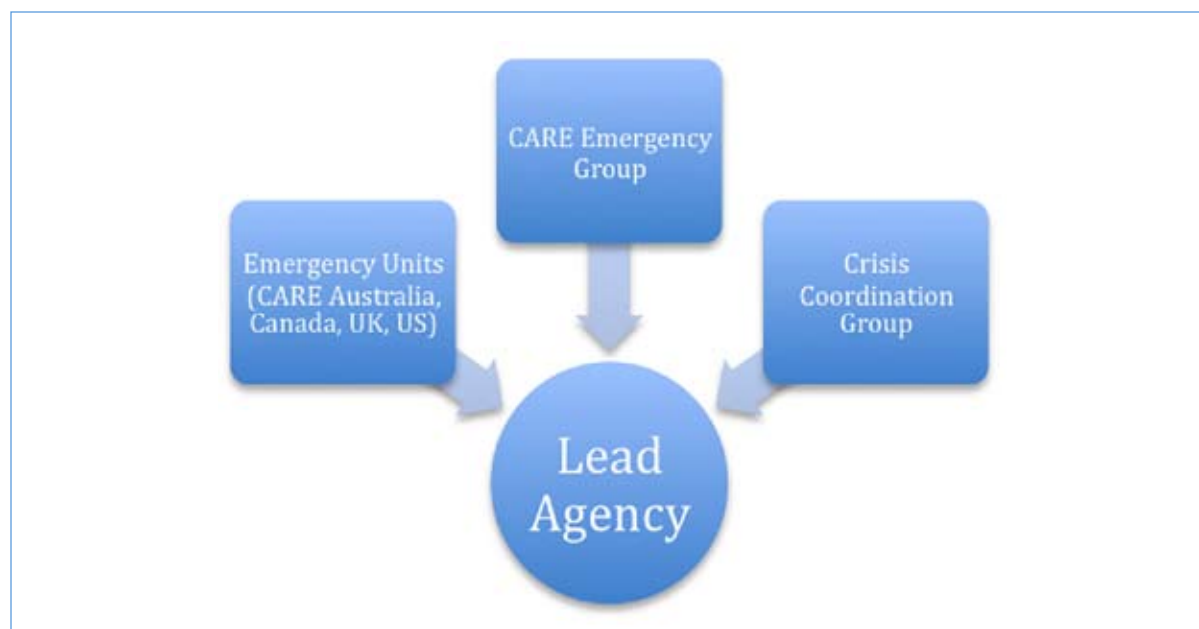 CARE Emergency
Group
Emergency Units
(CARE Australia,
Canada, UK, US)
Crisis
Coordination
Group
Lead
Agency